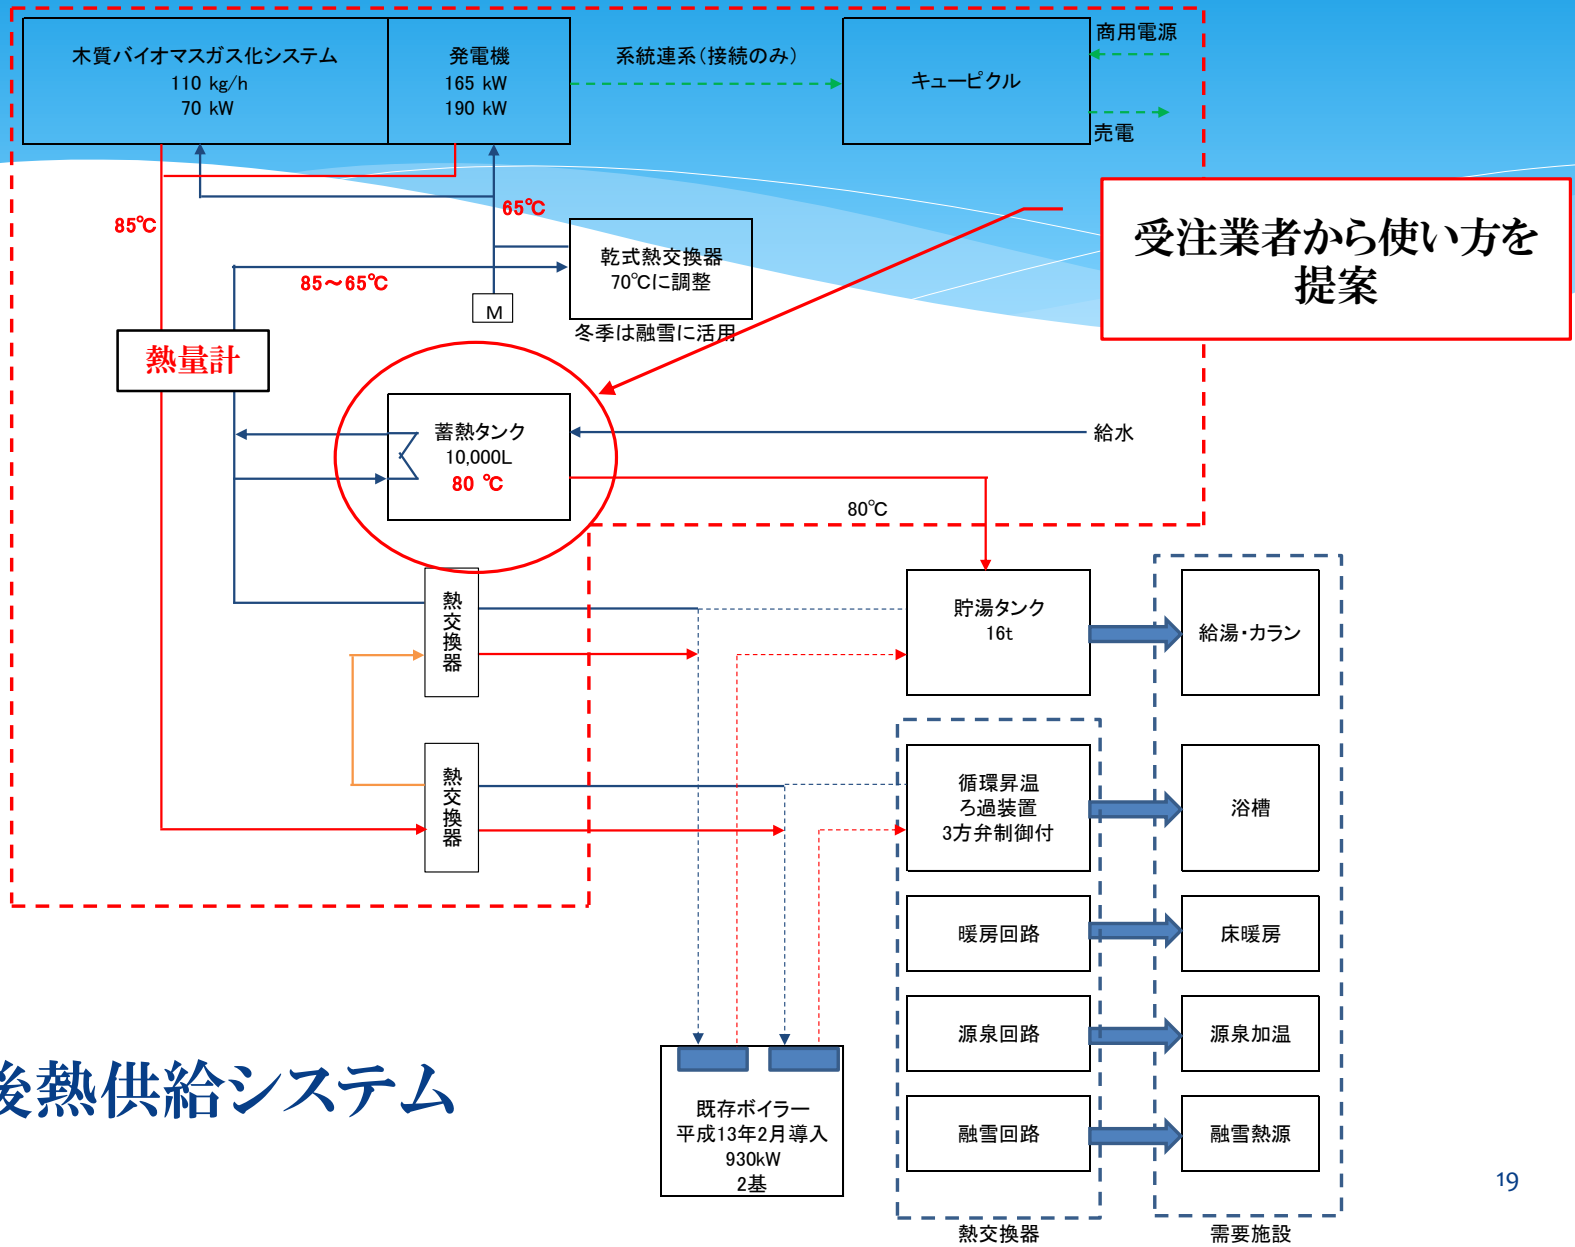 木質バイオマスガス化システム
110 kg/h
70 kW
発電機
165 kW
190 kW
系統連系(接続のみ)
キューピクル
商用電源
売電
85℃
65℃
85～65℃
乾式熱交換器
70℃に調整
M
冬季は融雪に活用
受注業者から使い方を
提案
熱量計
蓄熱タンク
10,000L
80 ℃
給水
80℃
熱交換器
貯湯タンク
16t
給湯・カラン
熱交換器
循環昇温
ろ過装置
3方弁制御付
浴槽
暖房回路
床暖房
源泉回路
源泉加温
後熱供給システム
既存ボイラー
平成13年2月導入
930kW
2基
融雪回路
融雪熱源
19
熱交換器
需要施設